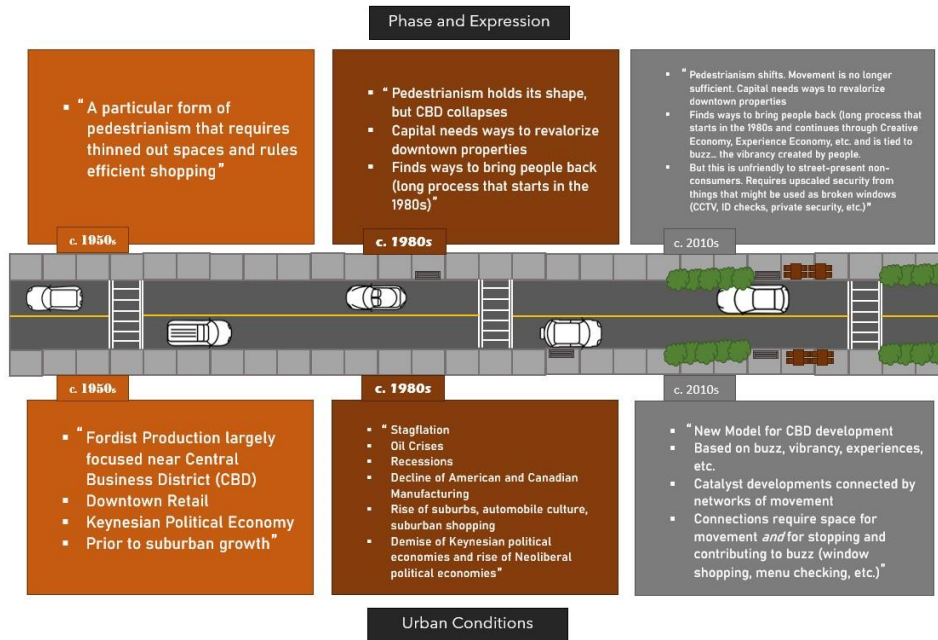 Phase and Expression
▪ “ A particular form of
pedestrianism that requires
thinned out spaces and rules
efficient shopping”
c. 1950s
▪ “ Pedestrianism holds its shape,
but CBD collapses
▪ Capital needs ways to revalorize
downtown properties
▪ Finds ways to bring people back
(long process that starts in the
1980s)”
c. 1980s
▪ “ Pedestrianism shifts. Movement is no longer
sufficient. Capital needs ways to revalorize
downtown properties
▪ Finds ways to bring people back (long process that
starts in the 1980s and continues through Creative
Economy, Experience Economy, etc. and is tied to
buzz... the vibrancy created by people.
▪ But this is unfriendly to street-present non-
consumers. Requires upscaled security from
things that might be used as broken windows
(CCTV, ID checks, private security, etc.)”
c. 2010s
c. 1950s
▪ “ Fordist Production largely
focused near Central
Business District (CBD)
▪ Downtown Retail
▪ Keynesian Political Economy
▪ Prior to suburban growth”
c. 1980s
▪ “ Stagflation
▪ Oil Crises
▪ Recessions
▪ Decline of American and Canadian
Manufacturing
▪ Rise of suburbs, automobile culture,
suburban shopping
▪ Demise of Keynesian political
economies and rise of Neoliberal
political economies”
c. 2010s
▪ “ New Model for CBD development
▪ Based on buzz, vibrancy, experiences,
etc.
▪ Catalyst developments connected by
networks of movement
▪ Connections require space for
movement and for stopping and
contributing to buzz (window
shopping, menu checking, etc.)”
Urban Conditions